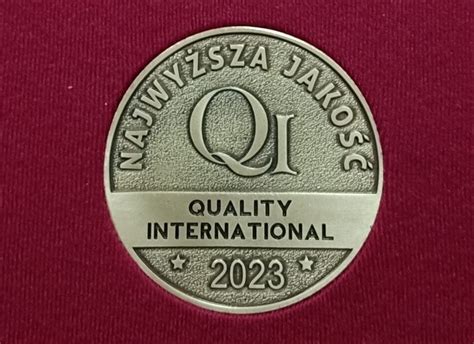 NAJWYŻSZA JAKOŚĆ
QI
QUALITY
INTERNATIONAL
2023